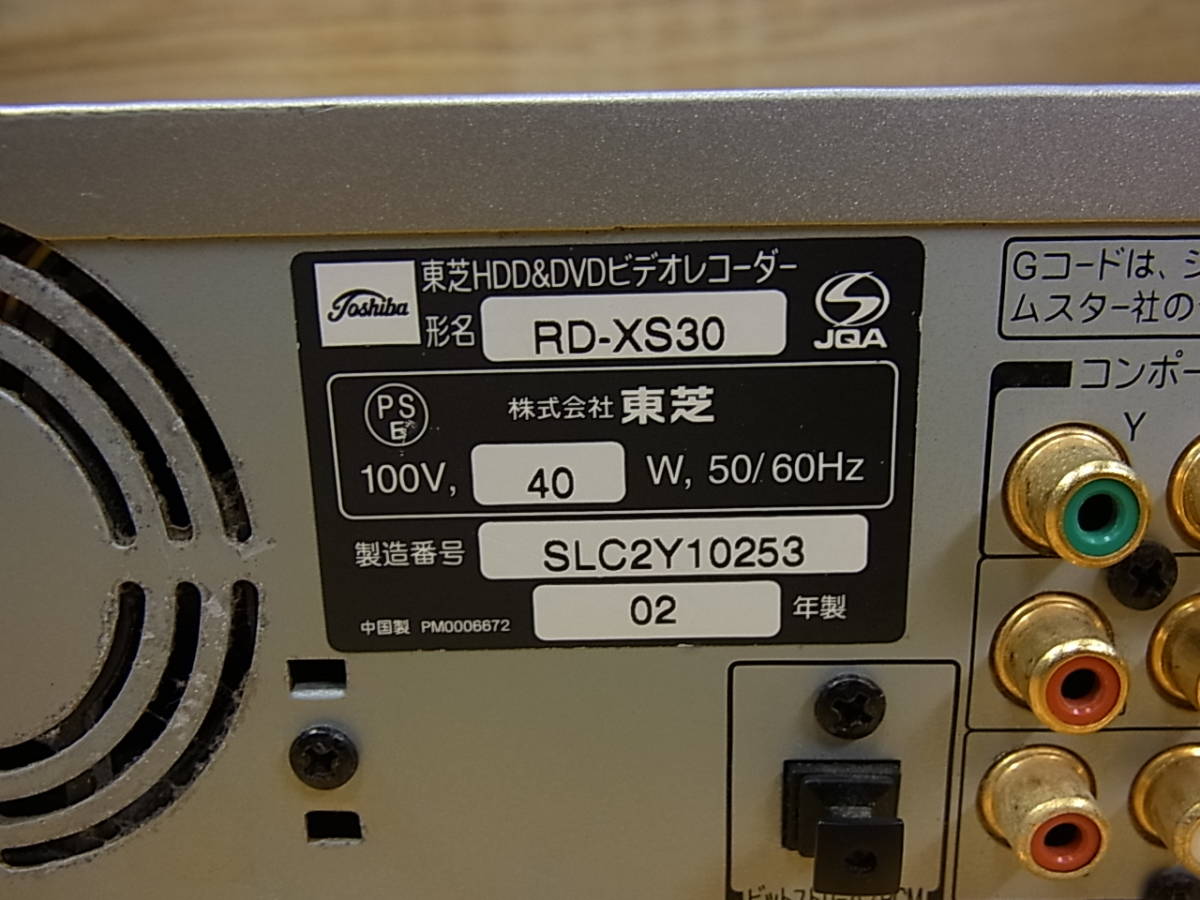 Toshiba
東芝HDD&DVDビデオレコーダー
形名 RD-XS30
JQA
PS
E
株式会社 東芝
100V, 40 W, 50/60Hz
製造番号 SLC2Y10253
02 年製
中国製 PM0006672
Gコードは、ジ
ムスター社の
コンポー
Y